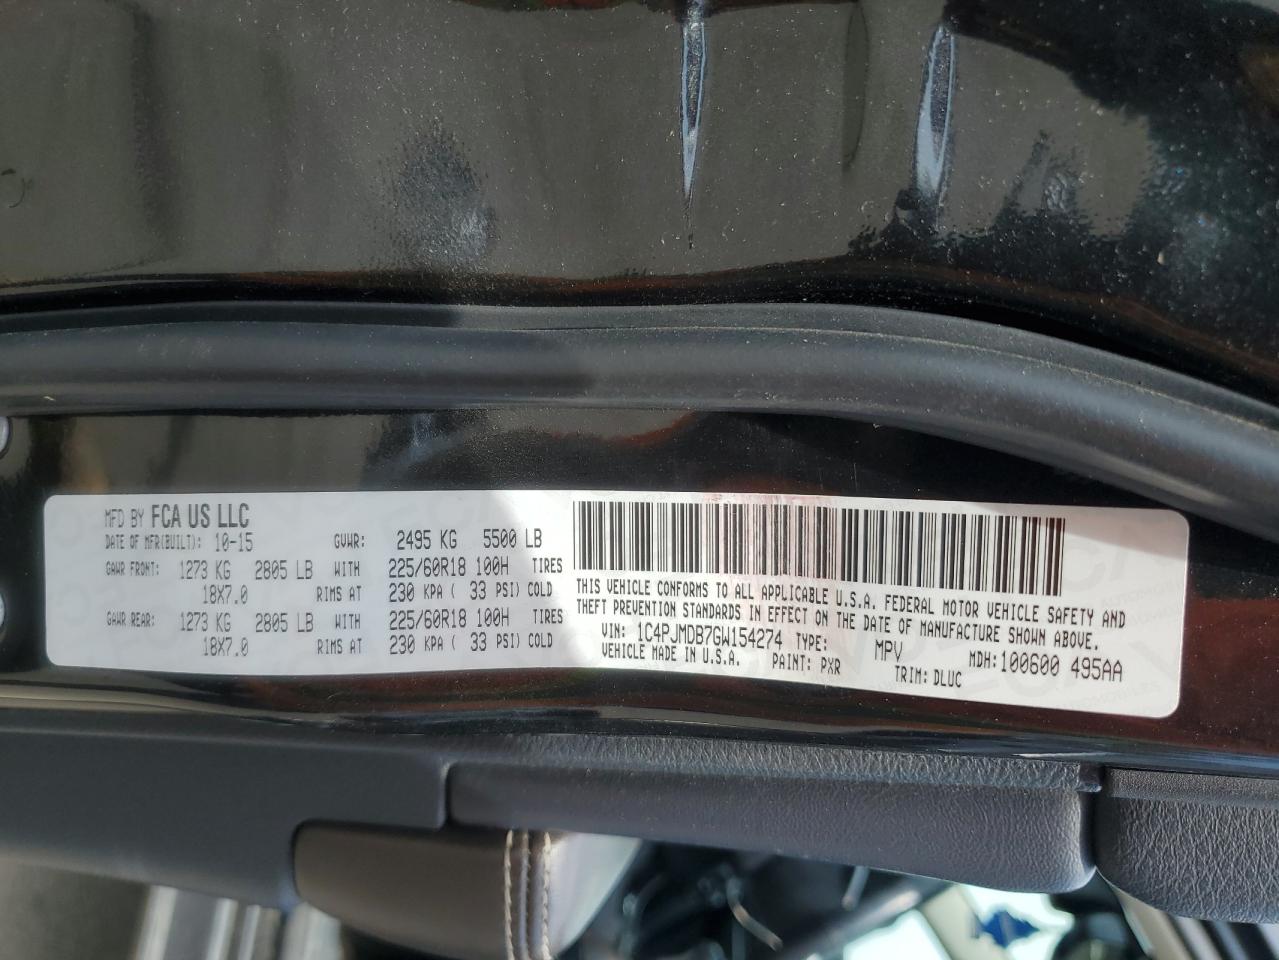 MFD BY FCA US LLC
DATE OF MFR(BUILT): 10-15 GVWR: 2495 KG 5500 LB
GAWR FRONT: 1273 KG 2805 LB WITH 225/60R18 100H TIRES
18X7.0 RIMS AT 230 KPA ( 33 PSI) COLD
GAWR REAR: 1273 KG 2805 LB WITH 225/60R18 100H TIRES
18X7.0 RIMS AT 230 KPA ( 33 PSI) COLD
THIS VEHICLE CONFORMS TO ALL APPLICABLE U.S.A. FEDERAL MOTOR VEHICLE SAFETY AND
THEFT PREVENTION STANDARDS IN EFFECT ON THE DATE OF MANUFACTURE SHOWN ABOVE.
VIN: 1C4PJMDB7GW154274 TYPE: MPV MDH:100600 495AA
VEHICLE MADE IN U.S.A. PAINT: PXR TRIM: DLUC